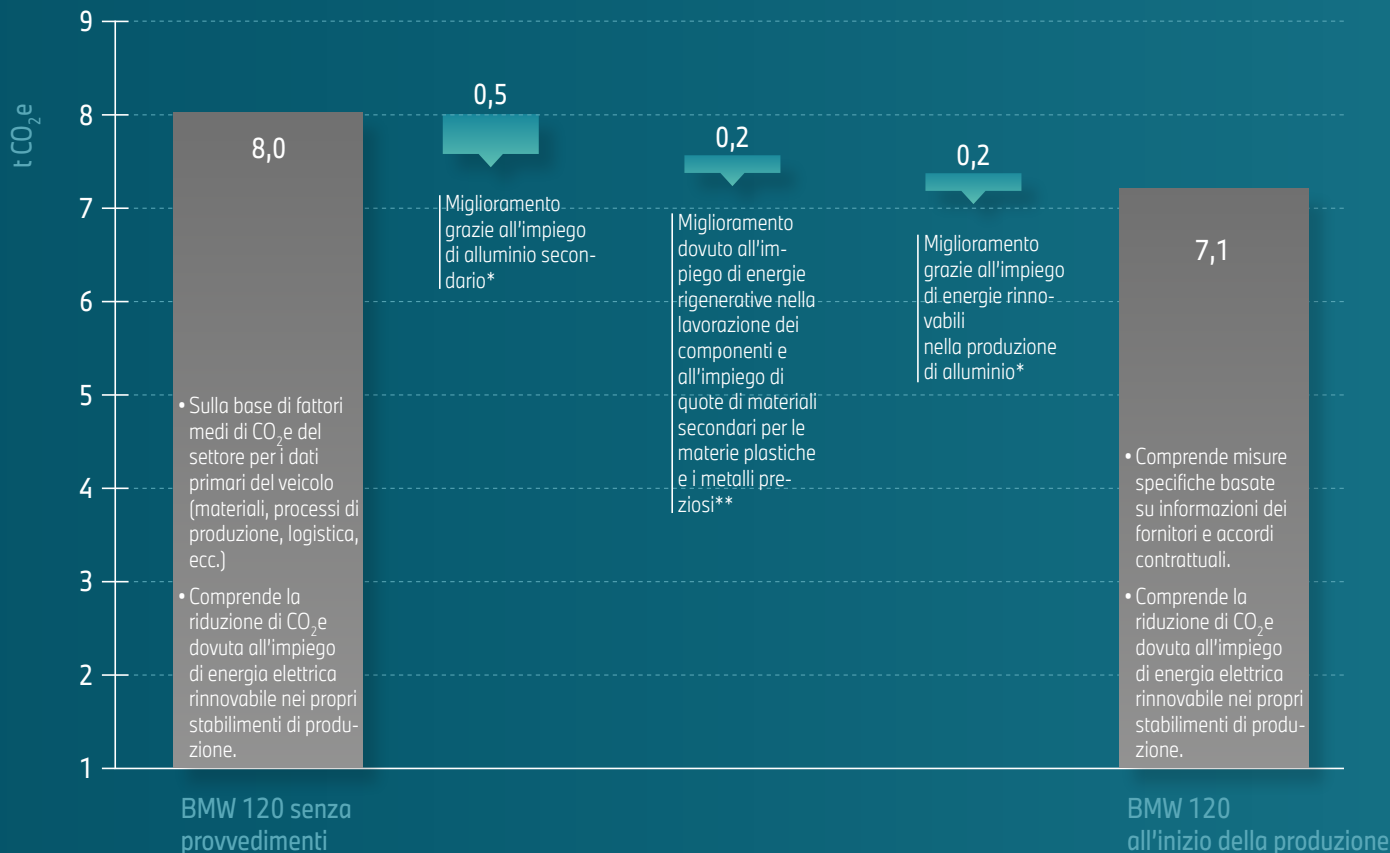 t CO₂e
9
8
7
6
5
4
3
2
1
8,0
• Sulla base di fattori
medi di CO₂e del
settore per i dati
primari del veicolo
(materiali, processi di
produzione, logistica,
ecc.)
• Comprende la
riduzione di CO₂e
dovuta all'impiego
di energia elettrica
rinnovabile nei propri
stabilimenti di produ-
zione.
BMW 120 senza
provvedimenti
0,5
Miglioramento
grazie all'impiego
di alluminio secon-
dario*
0,2
Miglioramento
dovuto all'im-
piego di energie
rigenerative nella
lavorazione dei
componenti e
all'impiego di
quote di materiali
secondari per le
materie plastiche
e i metalli pre-
ziosi**
0,2
Miglioramento
grazie all'impiego
di energie rinno-
vabili
nella produzione
di alluminio*
7,1
• Comprende misure
specifiche basate
su informazioni dei
fornitori e accordi
contrattuali.
• Comprende la
riduzione di CO₂e
dovuta all'impiego
di energia elettrica
rinnovabile nei propri
stabilimenti di produ-
zione.
BMW 120
all'inizio della produzione